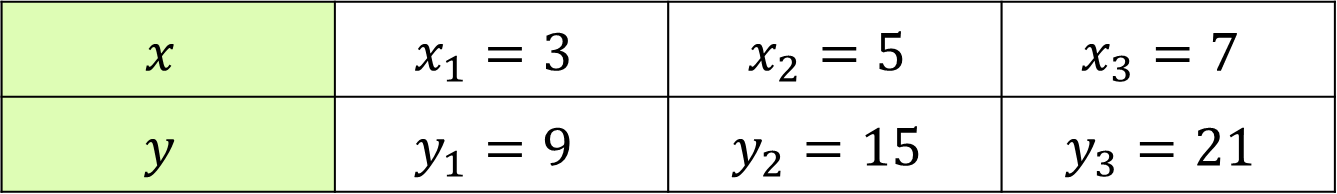 x x₁ = 3 x₂ = 5 x₃ = 7
y y₁ = 9 y₂ = 15 y₃ = 21